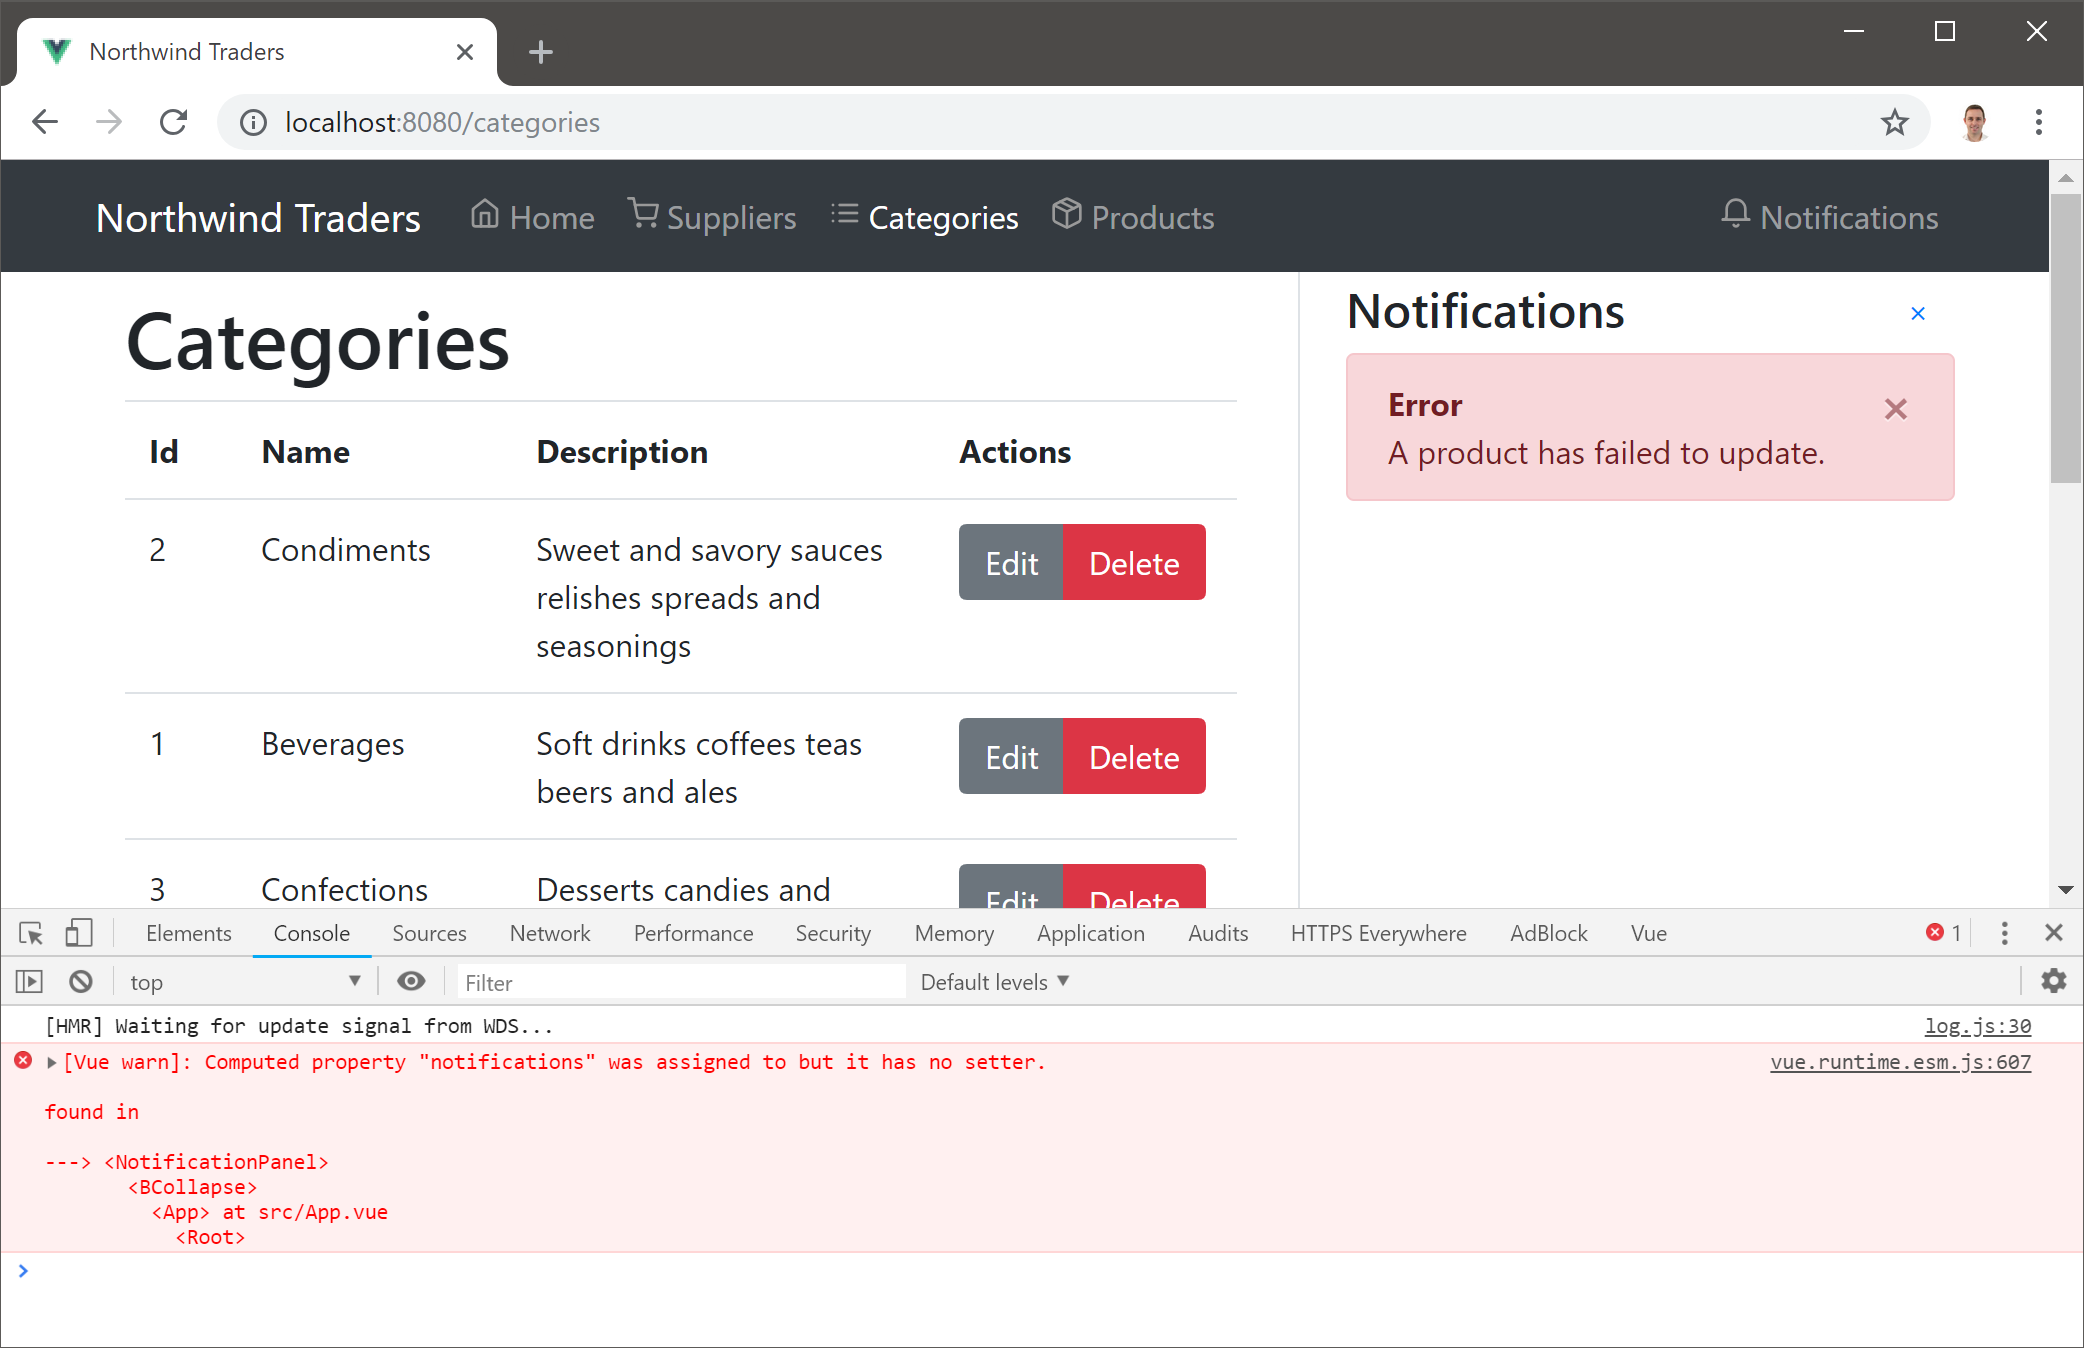 Northwind Traders
localhost:8080/categories
Northwind Traders Home Suppliers Categories Products Notifications
Categories
Id Name Description Actions
2 Condiments Sweet and savory sauces Edit Delete
relishes spreads and
seasonings
1 Beverages Soft drinks coffees teas Edit Delete
beers and ales
3 Confections Desserts candies and Edit Delete
Notifications ×
Error ×
A product has failed to update.
Elements Console Sources Network Performance Security Memory Application Audits HTTPS Everywhere AdBlock Vue 1
top Filter Default levels
[HMR] Waiting for update signal from WDS... log.js:30
[Vue warn]: Computed property "notifications" was assigned to but it has no setter. vue.runtime.esm.js:607
found in
---> <NotificationPanel>
<BCollapse>
<App> at src/App.vue
<Root>